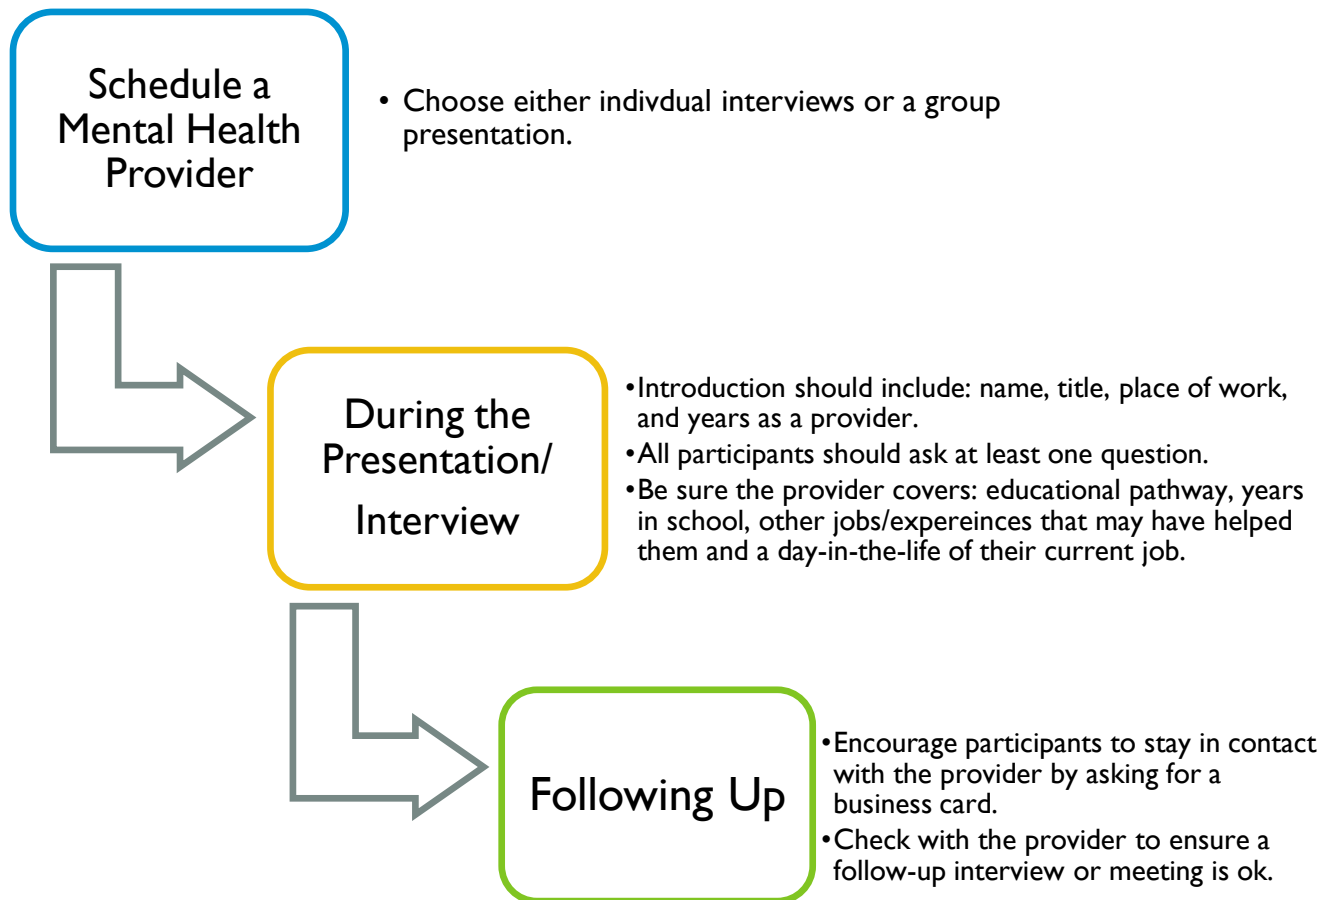 Schedule a
Mental Health
Provider
• Choose either indivdual interviews or a group
presentation.
During the
Presentation/
Interview
•Introduction should include: name, title, place of work,
and years as a provider.
•All participants should ask at least one question.
•Be sure the provider covers: educational pathway, years
in school, other jobs/expereinces that may have helped
them and a day-in-the-life of their current job.
Following Up
•Encourage participants to stay in contact
with the provider by asking for a
business card.
•Check with the provider to ensure a
follow-up interview or meeting is ok.